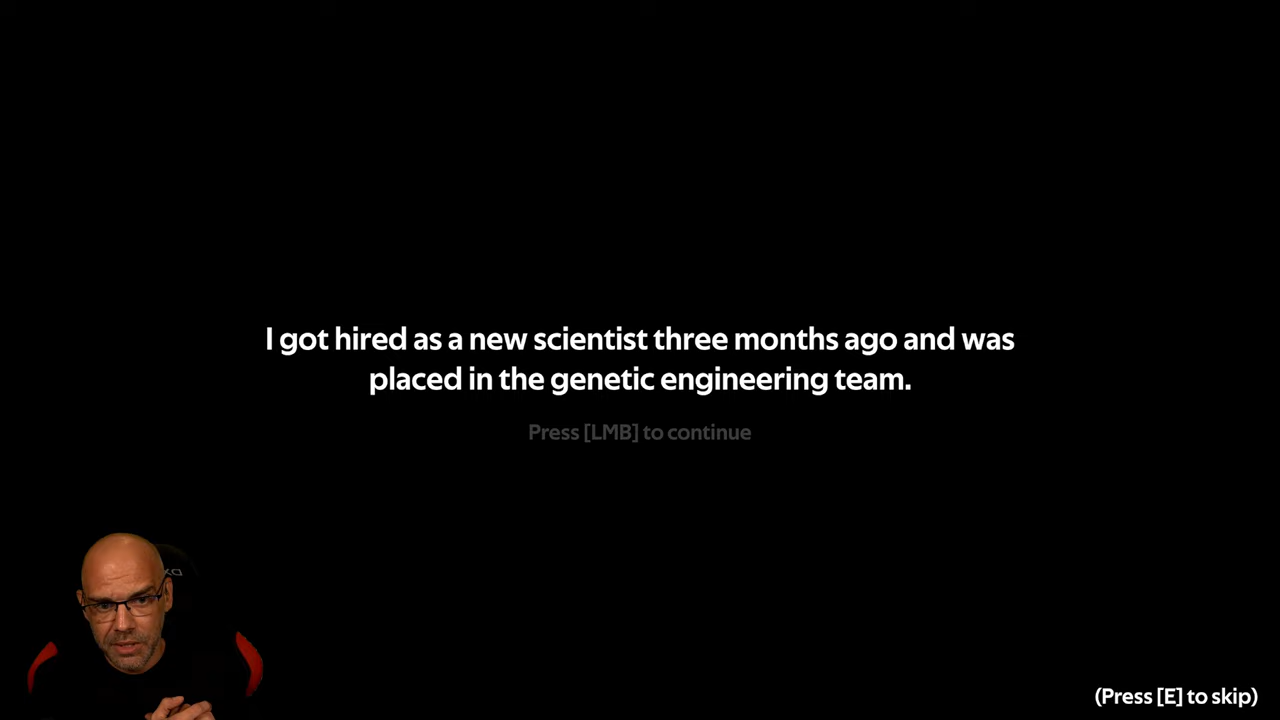 I got hired as a new scientist three months ago and was
placed in the genetic engineering team.
Press [LMB] to continue
(Press [E] to skip)